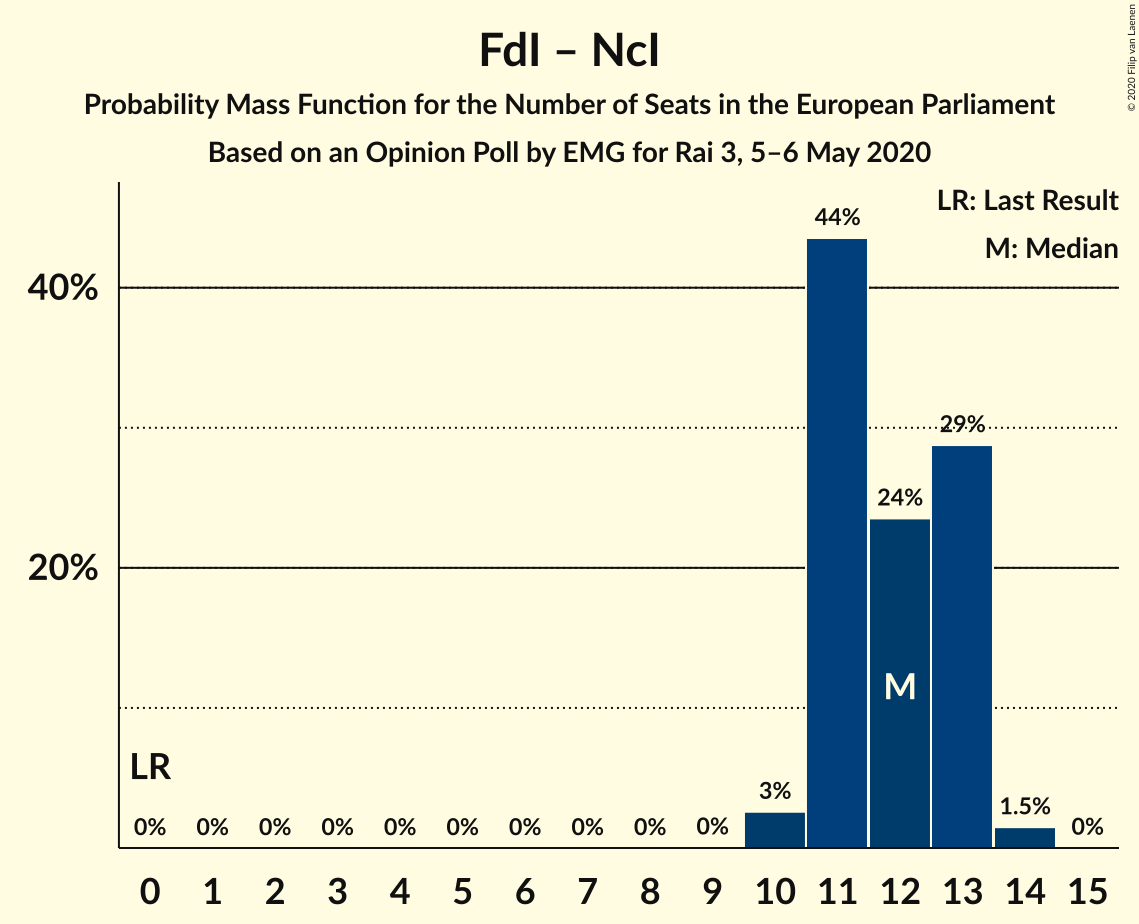 FdI – NcI
Probability Mass Function for the Number of Seats in the European Parliament
Based on an Opinion Poll by EMG for Rai 3, 5–6 May 2020
© 2020 Filip van Laenen
LR: Last Result
M: Median
40%
20%
44%
29%
24%
M
LR
3%
1.5%
0% 0% 0% 0% 0% 0% 0% 0% 0% 0% 0%
0 1 2 3 4 5 6 7 8 9 10 11 12 13 14 15